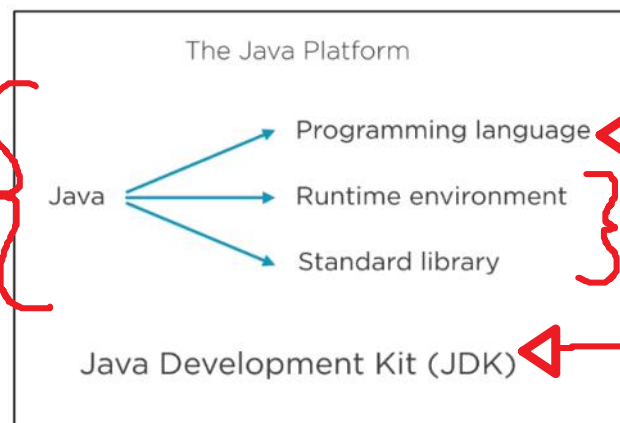 The Java Platform
Programming language
Java
Runtime environment
Standard library
Java Development Kit (JDK)